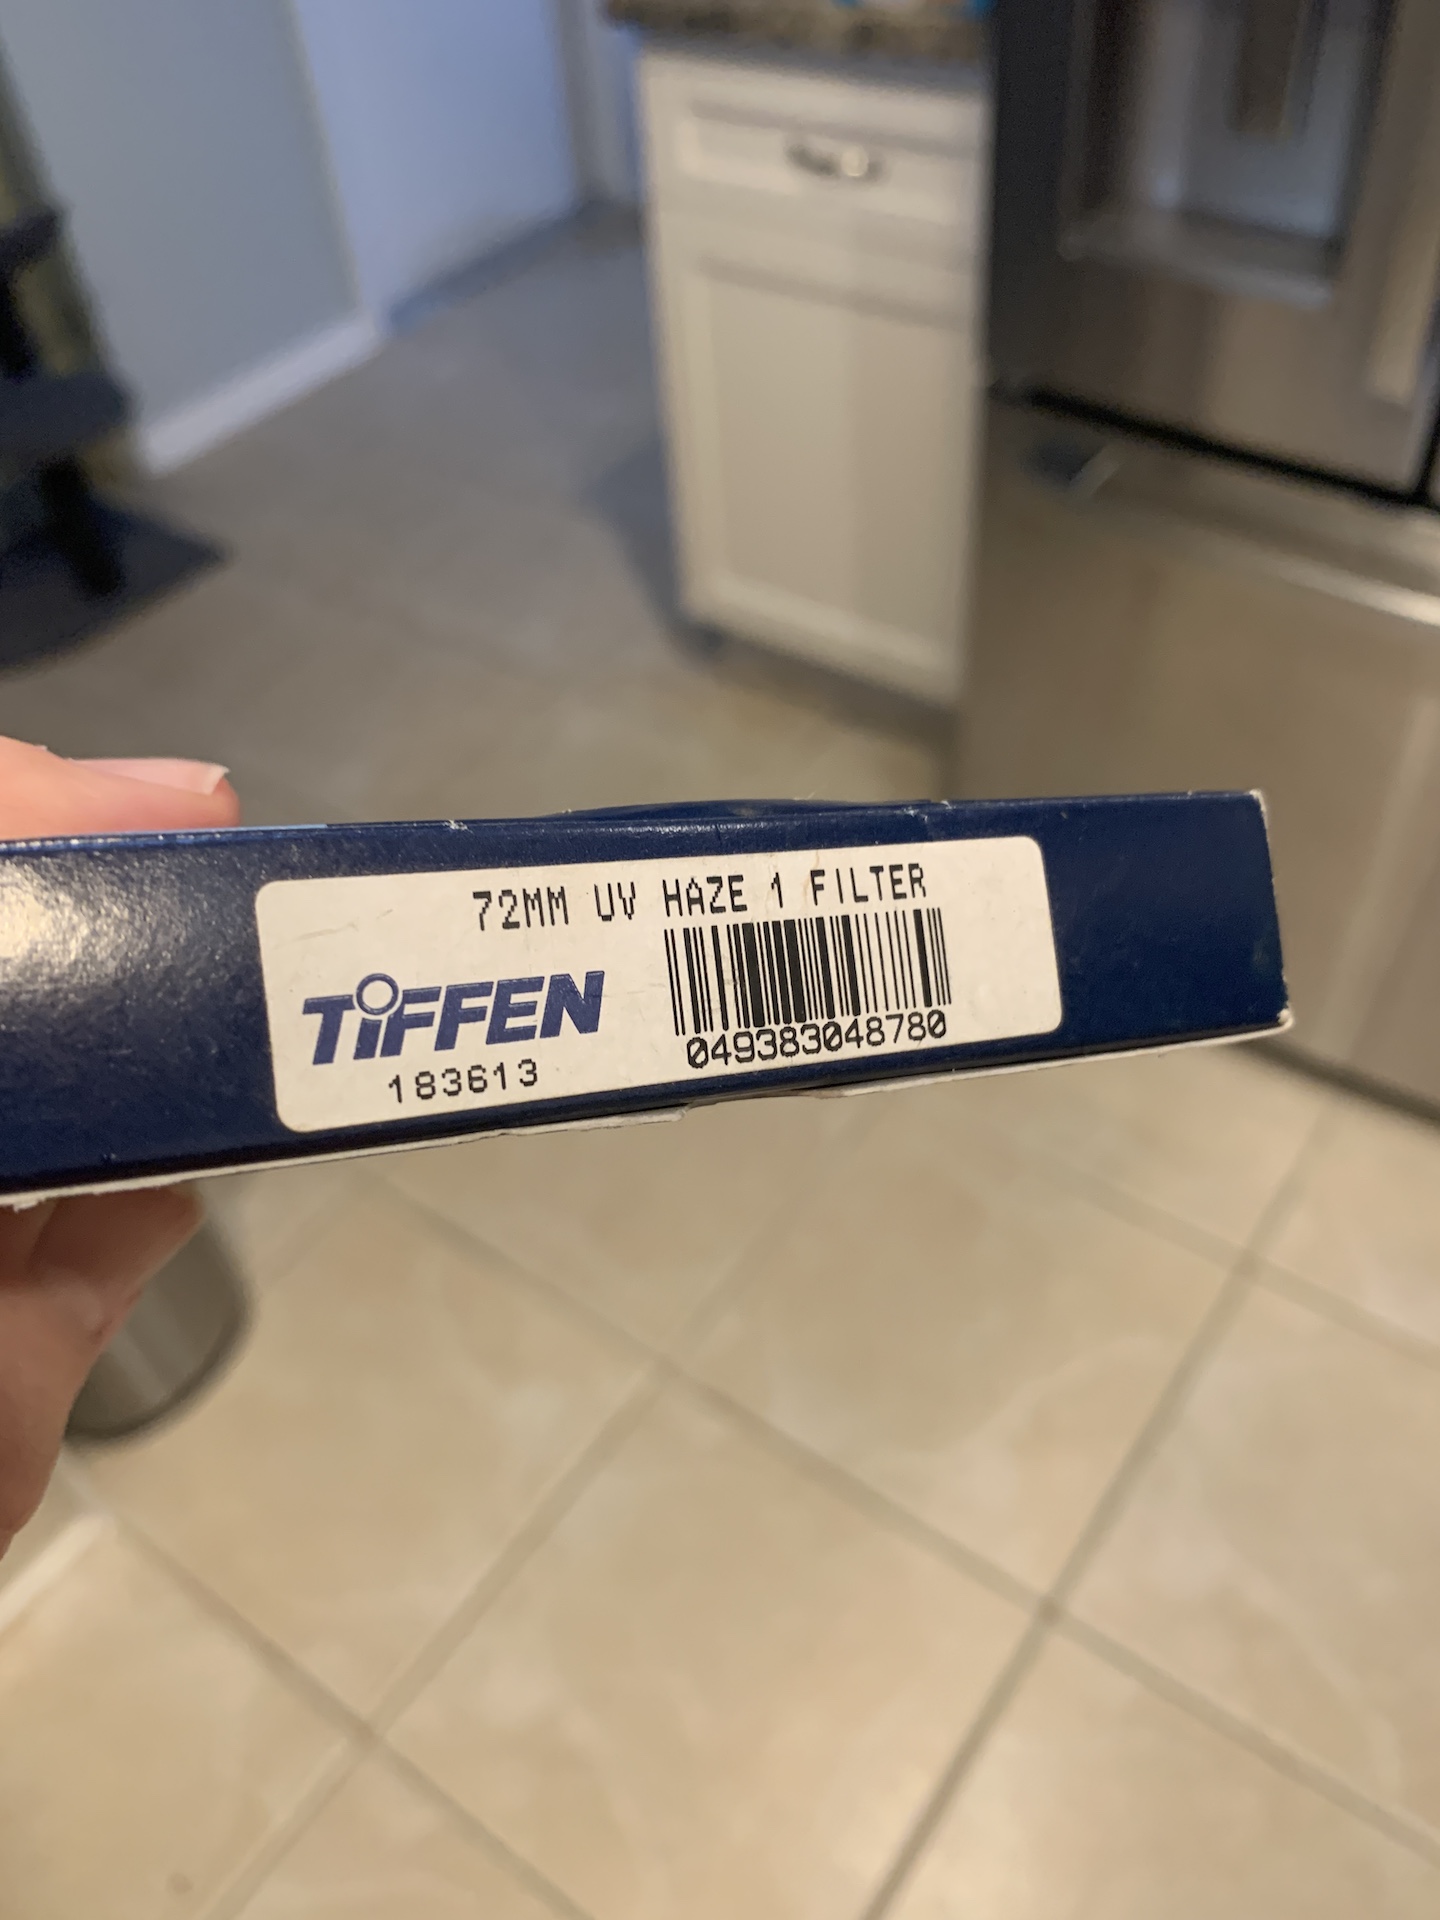 72MM UV HAZE 1 FILTER
TIFFEN
183613
049383048780